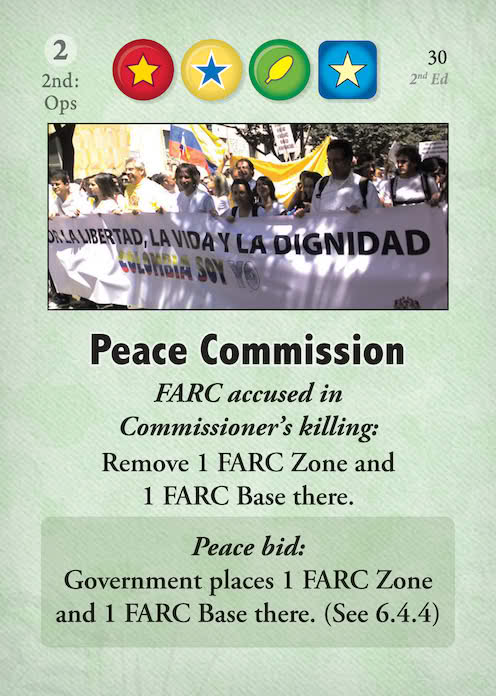 2
2nd:
Ops
30
2nd Ed
LA LIBERTAD, LA VIDA Y LA DIGNIDAD
COLOMBIA SOY YO
Peace Commission
FARC accused in
Commissioner's killing:
Remove 1 FARC Zone and
1 FARC Base there.
Peace bid:
Government places 1 FARC Zone
and 1 FARC Base there. (See 6.4.4)